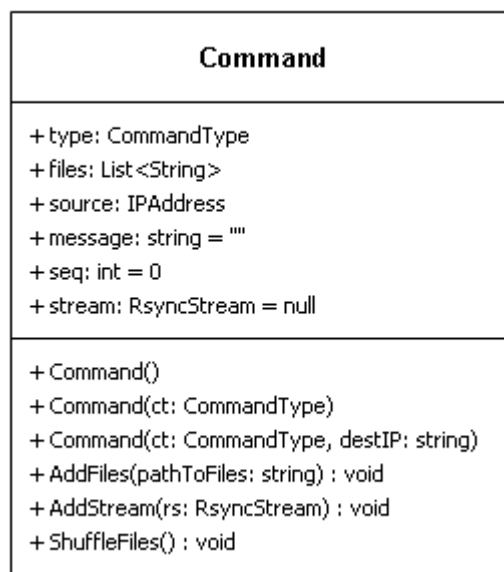 Command
+ type: CommandType
+ files: List<String>
+ source: IPAddress
+ message: string = ""
+ seq: int = 0
+ stream: RsyncStream = null
+ Command()
+ Command(ct: CommandType)
+ Command(ct: CommandType, destIP: string)
+ AddFiles(pathToFiles: string) : void
+ AddStream(rs: RsyncStream) : void
+ ShuffleFiles() : void